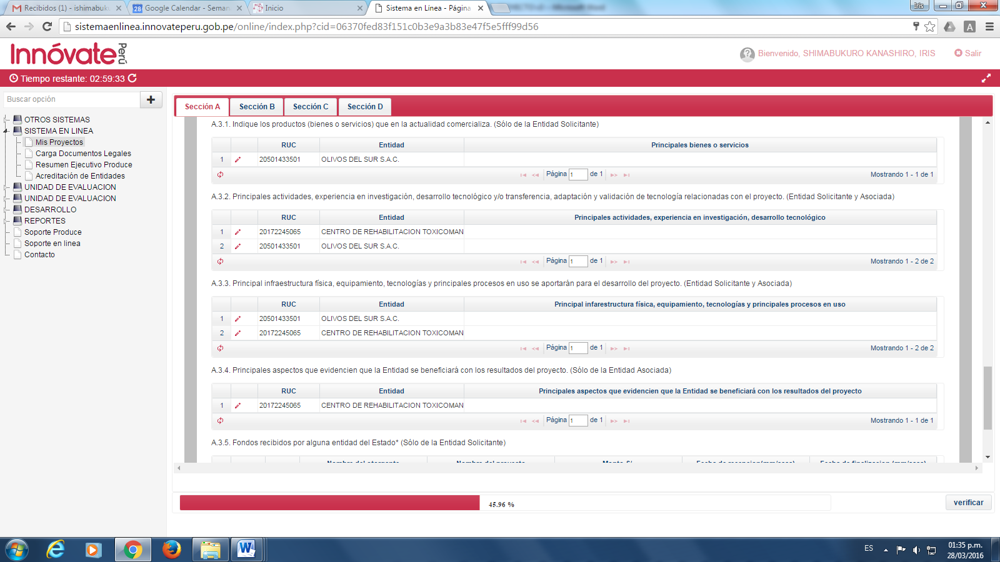 Recibidos (1) - ishimabuku
Google Calendar - Seman
Inicio
Sistema en Línea - Página
Iris
sistemaenlinea.innovateperu.gob.pe/online/index.php?cid=06370fed83f151c0b3e9a3b83e47f5e5fff99d56
Innóvate Perú
Bienvenido, SHIMABUKURO KANASHIRO, IRIS
Salir
Tiempo restante: 02:59:33
Buscar opción
OTROS SISTEMAS
SISTEMA EN LINEA
Mis Proyectos
Carga Documentos Legales
Resumen Ejecutivo Produce
Acreditación de Entidades
UNIDAD DE EVALUACION
UNIDAD DE EVALUACION
DESARROLLO
REPORTES
Soporte Produce
Soporte en linea
Contacto
Sección A Sección B Sección C Sección D
A.3.1. Indique los productos (bienes o servicios) que en la actualidad comercializa. (Sólo de la Entidad Solicitante)
RUC Entidad Principales bienes o servicios
1 20501433501 OLIVOS DEL SUR S.A.C.
Página 1 de 1 Mostrando 1 - 1 de 1
A.3.2. Principales actividades, experiencia en investigación, desarrollo tecnológico y/o transferencia, adaptación y validación de tecnología relacionadas con el proyecto. (Entidad Solicitante y Asociada)
RUC Entidad Principales actividades, experiencia en investigación, desarrollo tecnológico
1 20172245065 CENTRO DE REHABILITACION TOXICOMAN
2 20501433501 OLIVOS DEL SUR S.A.C.
Página 1 de 1 Mostrando 1 - 2 de 2
A.3.3. Principal infraestructura física, equipamiento, tecnologías y principales procesos en uso se aportarán para el desarrollo del proyecto. (Entidad Solicitante y Asociada)
RUC Entidad Principal infarestructura física, equipamiento, tecnologías y principales procesos en uso
1 20501433501 OLIVOS DEL SUR S.A.C.
2 20172245065 CENTRO DE REHABILITACION TOXICOMAN
Página 1 de 1 Mostrando 1 - 2 de 2
A.3.4. Principales aspectos que evidencien que la Entidad se beneficiará con los resultados del proyecto. (Sólo de la Entidad Asociada)
RUC Entidad Principales aspectos que evidencien que la Entidad se beneficiará con los resultados del proyecto
1 20172245065 CENTRO DE REHABILITACION TOXICOMAN
Página 1 de 1 Mostrando 1 - 1 de 1
A.3.5. Fondos recibidos por alguna entidad del Estado* (Sólo de la Entidad Solicitante)
45.96 %
verificar
ES
01:35 p.m.
28/03/2016